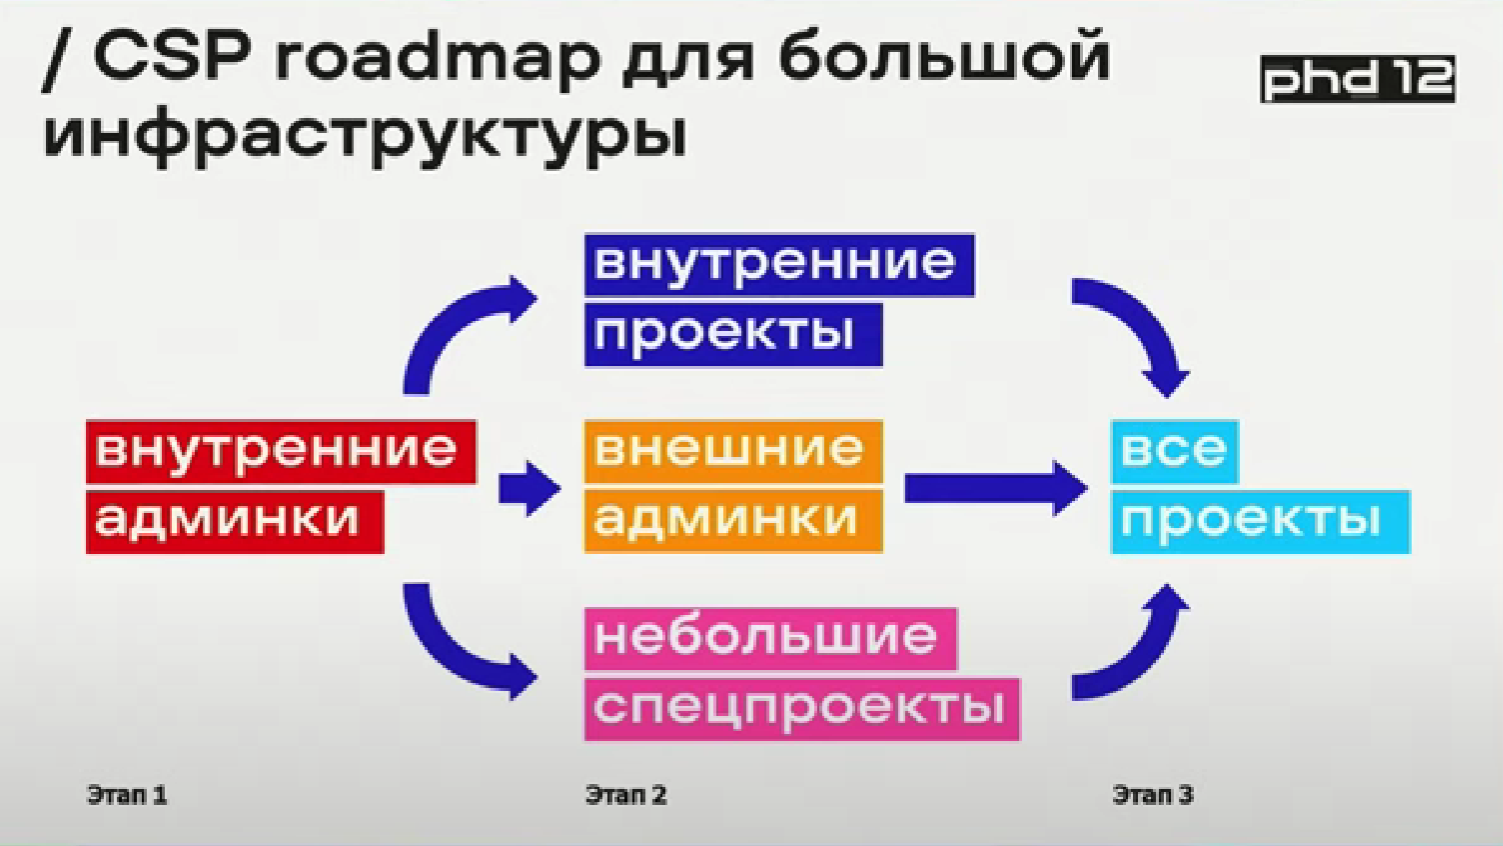 / CSP roadmap для большой
инфраструктуры
phd 12
внутренние
проекты
внутренние
админки
внешние
админки
все
проекты
небольшие
спецпроекты
Этап 1
Этап 2
Этап 3